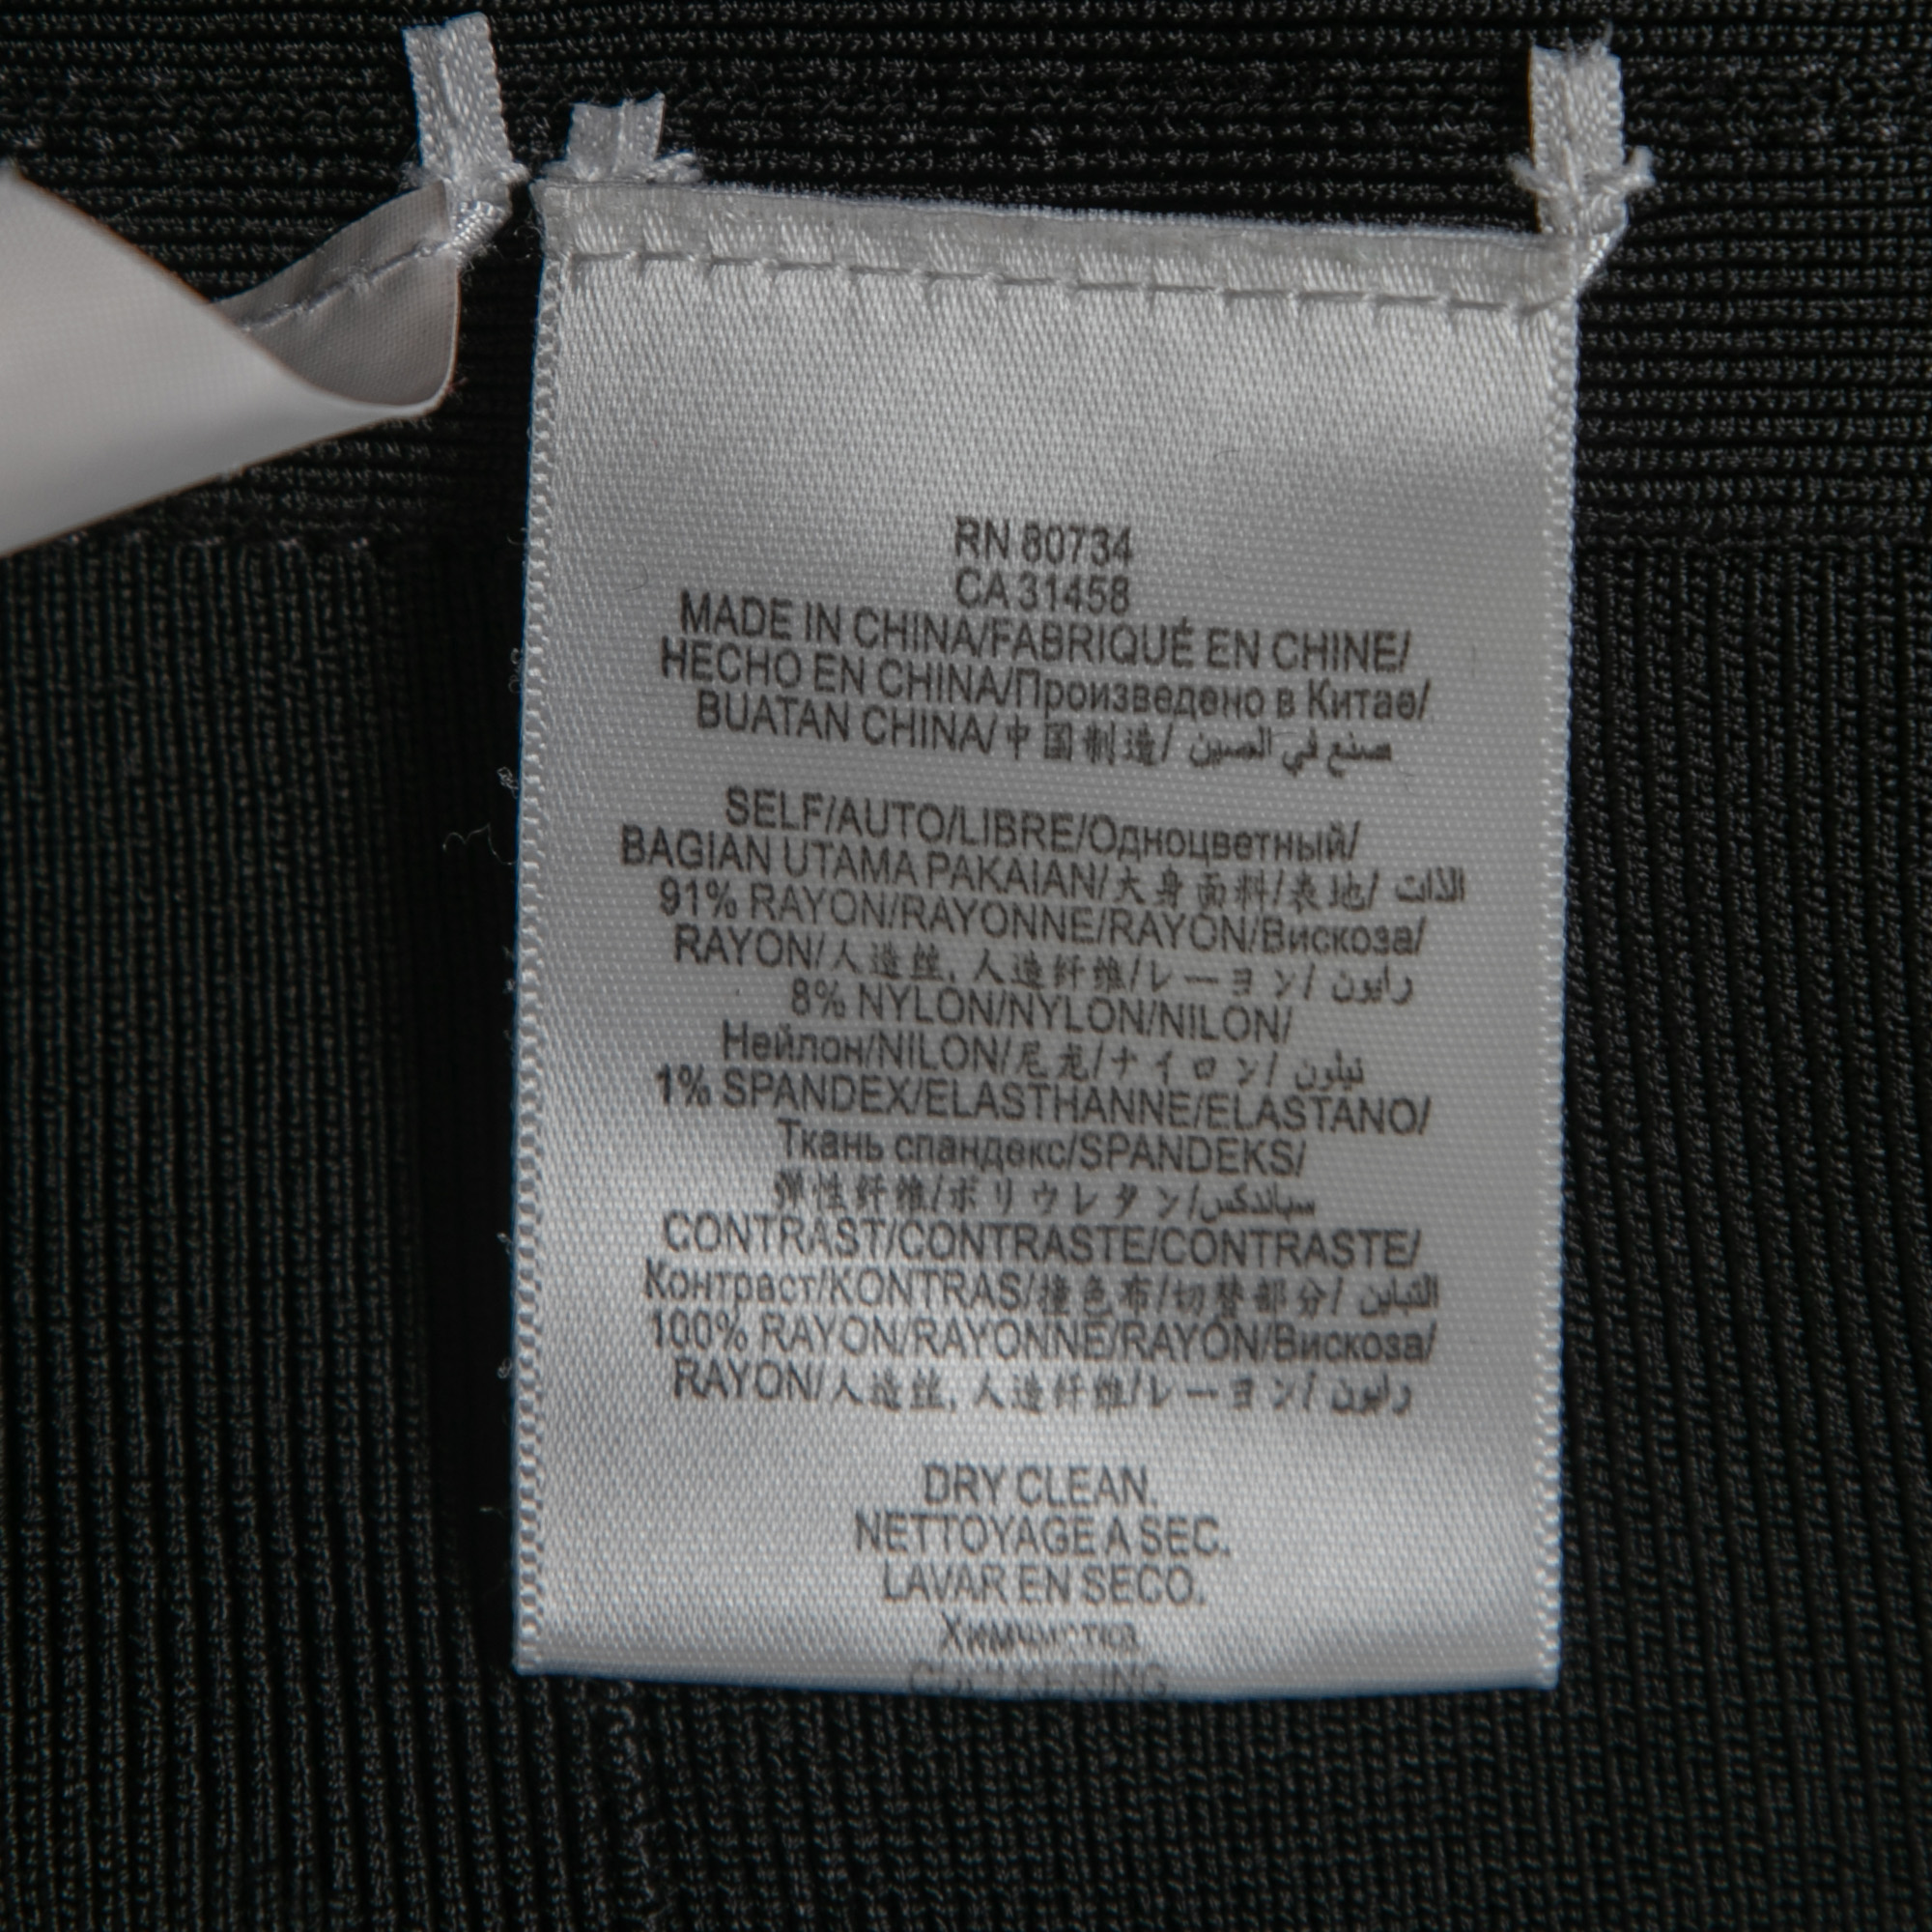 RN 80734
CA 31458
MADE IN CHINA/FABRIQUÉ EN CHINE/
HECHO EN CHINA/Произведено в Китае/
BUATAN CHINA/中国制造/ صنع في الصين
SELF/AUTO/LIBRE/Одноцветный/
BAGIAN UTAMA PAKAIAN/大身面料/表地/ الذات
91% RAYON/RAYONNE/RAYÓN/Вискоза/
RAYON/人造丝, 人造纤维/レーヨン/ رايون
8% NYLON/NYLON/NILON/
Нейлон/NILON/尼龙/ナイロン/ نيلون
1% SPANDEX/ELASTHANNE/ELASTANO/
Ткань спандекс/SPANDEKS/
弹性纤维/ポリウレタン/سباندكس
CONTRAST/CONTRASTE/CONTRASTE/
Контраст/KONTRAS/撞色布/切替部分/ التباين
100% RAYON/RAYONNE/RAYÓN/Вискоза/
RAYON/人造丝, 人造纤维/レーヨン/ رايون
DRY CLEAN.
NETTOYAGE A SEC.
LAVAR EN SECO.
Химчистка